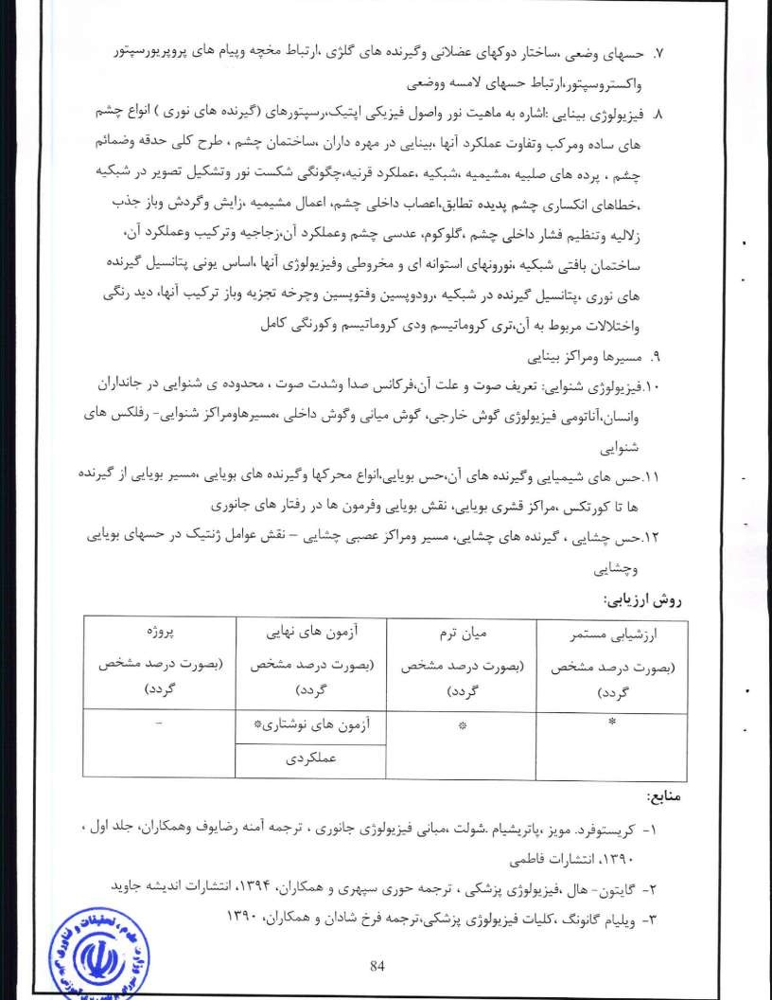 ۷. حسهای وضعی ،ساختار دوکهای عضلانی وگیرنده های گلژی ،ارتباط مخچه وپیام های پروپریورسپتور
واکستروسپتور،ارتباط حسهای لامسه ووضعی
۸. فیزیولوژی بینایی :اشاره به ماهیت نور واصول فیزیکی اپتیک،رسپتورهای (گیرنده های نوری ) انواع چشم
های ساده ومرکب وتفاوت عملکرد آنها ،بینایی در مهره داران ،ساختمان چشم ، طرح کلی حدقه وضمائم
چشم ، پرده های صلبیه ،مشیمیه ،شبکیه ،عملکرد قرنیه،چگونگی شکست نور وتشکیل تصویر در شبکیه
،خطاهای انکساری چشم پدیده تطابق،اعصاب داخلی چشم، اعمال مشیمیه ،زایش وگردش وباز جذب
زلالیه وتنظیم فشار داخلی چشم ،گلوکوم، عدسی چشم وعملکرد آن،زجاجیه وترکیب وعملکرد آن،
ساختمان بافتی شبکیه ،نورونهای استوانه ای و مخروطی وفیزیولوژی آنها ،اساس یونی پتانسیل گیرنده
های نوری ،پتانسیل گیرنده در شبکیه ،رودوپسین وفتوپسین وچرخه تجزیه وباز ترکیب آنها، دید رنگی
واختلالات مربوط به آن،تری کروماتیسم ودی کروماتیسم وکورنگی کامل
۹. مسیرها ومراکز بینایی
۱۰.فیزیولوژی شنوایی: تعریف صوت و علت آن،فرکانس صدا وشدت صوت ، محدوده ی شنوایی در جانداران
وانسان،آناتومی فیزیولوژی گوش خارجی، گوش میانی وگوش داخلی ،مسیرهاومراکز شنوایی- رفلکس های
شنوایی
۱۱.حس های شیمیایی وگیرنده های آن،حس بویایی،انواع محرکها وگیرنده های بویایی ،مسیر بویایی از گیرنده
ها تا کورتکس ،مراکز قشری بویایی، نقش بویایی وفرمون ها در رفتار های جانوری
۱۲.حس چشایی ، گیرنده های چشایی، مسیر ومراکز عصبی چشایی – نقش عوامل ژنتیک در حسهای بویایی
وچشایی
روش ارزیابی:
ارزشیابی مستمر میان ترم آزمون های نهایی پروژه
(بصورت درصد مشخص (بصورت درصد مشخص (بصورت درصد مشخص (بصورت درصد مشخص
گردد) گردد) گردد) گردد)
* * آزمون های نوشتاری* –
عملکردی
منابع:
۱- کریستوفرد. مویز ،پاتریشیام .شولت ،مبانی فیزیولوژی جانوری ، ترجمه آمنه رضایوف وهمکاران، جلد اول ،
۱۳۹۰، انتشارات فاطمی
۲- گایتون- هال ،فیزیولوژی پزشکی ، ترجمه حوری سپهری و همکاران، ۱۳۹۴، انتشارات اندیشه جاوید
۳- ویلیام گانونگ ،کلیات فیزیولوژی پزشکی،ترجمه فرخ شادان و همکاران، ۱۳۹۰
84